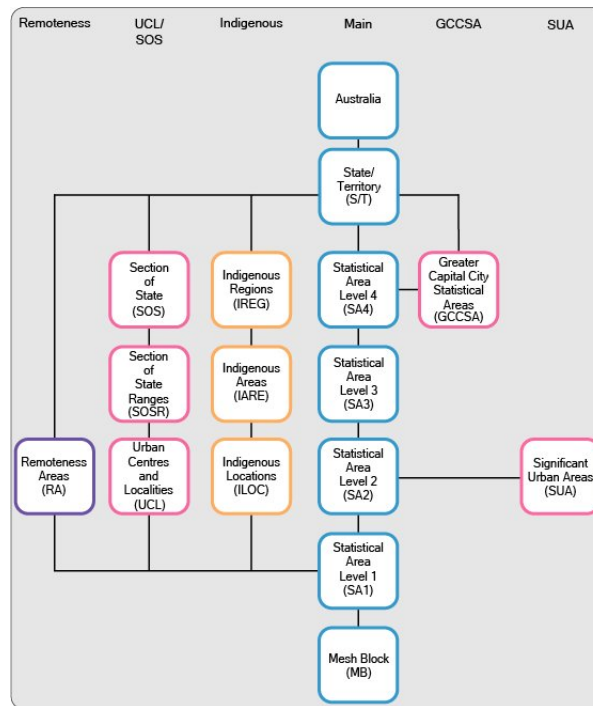 Remoteness
UCL/
SOS
Indigenous
Main
GCCSA
SUA
Australia
State/
Territory
(S/T)
Section
of
State
(SOS)
Indigenous
Regions
(IREG)
Statistical
Area
Level 4
(SA4)
Greater
Capital City
Statistical
Areas
(GCCSA)
Section
of State
Ranges
(SOSR)
Indigenous
Areas
(IARE)
Statistical
Area
Level 3
(SA3)
Remoteness
Areas
(RA)
Urban
Centres
and
Localities
(UCL)
Indigenous
Locations
(ILOC)
Statistical
Area
Level 2
(SA2)
Significant
Urban Areas
(SUA)
Statistical
Area
Level 1
(SA1)
Mesh Block
(MB)